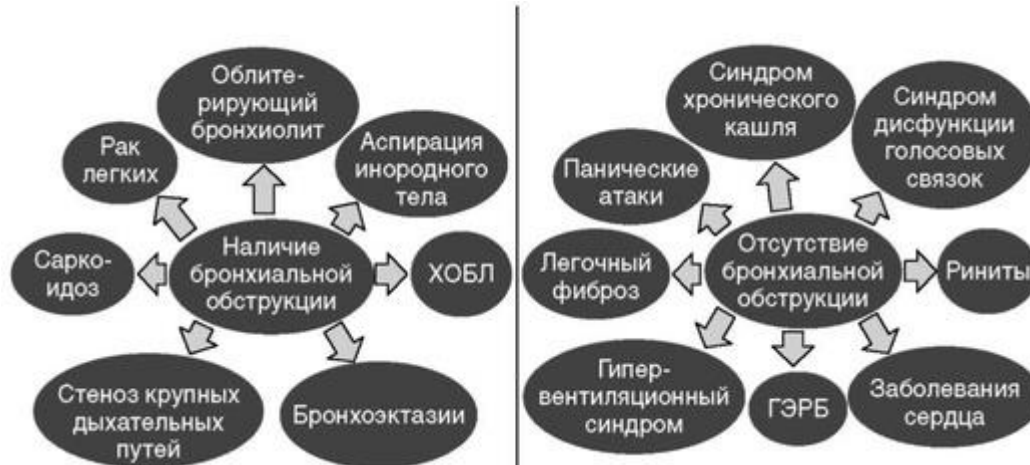 Облите-
рирующий
бронхиолит
Рак
легких
Аспирация
инородного
тела
Сарко-
идоз
Наличие
бронхиальной
обструкции
ХОБЛ
Стеноз крупных
дыхательных
путей
Бронхоэктазии
Синдром
хронического
кашля
Синдром
дисфункции
голосовых
связок
Панические
атаки
Легочный
фиброз
Отсутствие
бронхиальной
обструкции
Риниты
Гипер-
вентиляционный
синдром
ГЭРБ
Заболевания
сердца